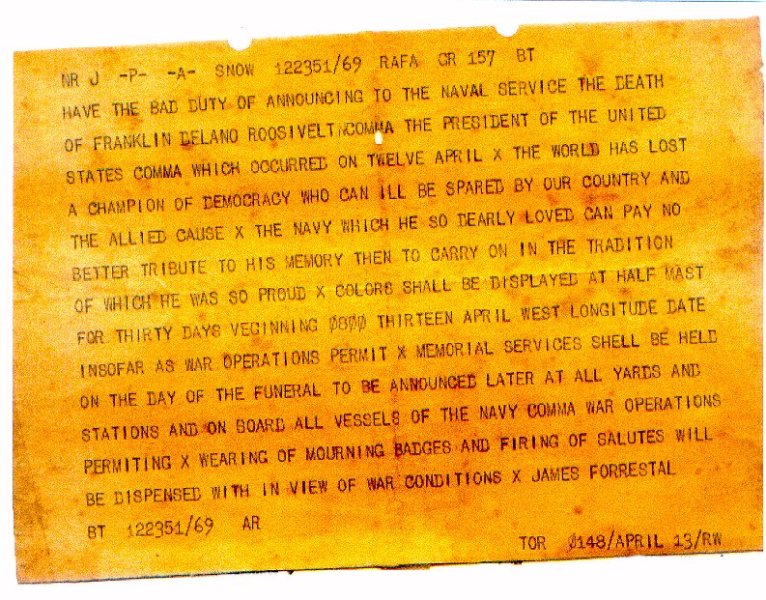 NR J -P- -A- SNOW 122351/69 RAFA GR 157 BT
HAVE THE BAD DUTY OF ANNOUNCING TO THE NAVAL SERVICE THE DEATH
OF FRANKLIN DELANO ROOSIVELT COMMA THE PRESIDENT OF THE UNITED
STATES COMMA WHICH OCCURRED ON TWELVE APRIL X THE WORLD HAS LOST
A CHAMPION OF DEMOCRACY WHO CAN ILL BE SPARED BY OUR COUNTRY AND
THE ALLIED CAUSE X THE NAVY WHICH HE SO DEARLY LOVED CAN PAY NO
BETTER TRIBUTE TO HIS MEMORY THEN TO CARRY ON IN THE TRADITION
OF WHICH HE WAS SO PROUD X COLORS SHALL BE DISPLAYED AT HALF MAST
FOR THIRTY DAYS VEGINNING Ø8ØØ THIRTEEN APRIL WEST LONGITUDE DATE
INSOFAR AS WAR OPERATIONS PERMIT X MEMORIAL SERVICES SHELL BE HELD
ON THE DAY OF THE FUNERAL TO BE ANNOUNCED LATER AT ALL YARDS AND
STATIONS AND ON BOARD ALL VESSELS OF THE NAVY COMMA WAR OPERATIONS
PERMITING X WEARING OF MOURNING BADGES AND FIRING OF SALUTES WILL
BE DISPENSED WITH IN VIEW OF WAR CONDITIONS X JAMES FORRESTAL
BT 122351/69 AR
TOR Ø148/APRIL 13/RW